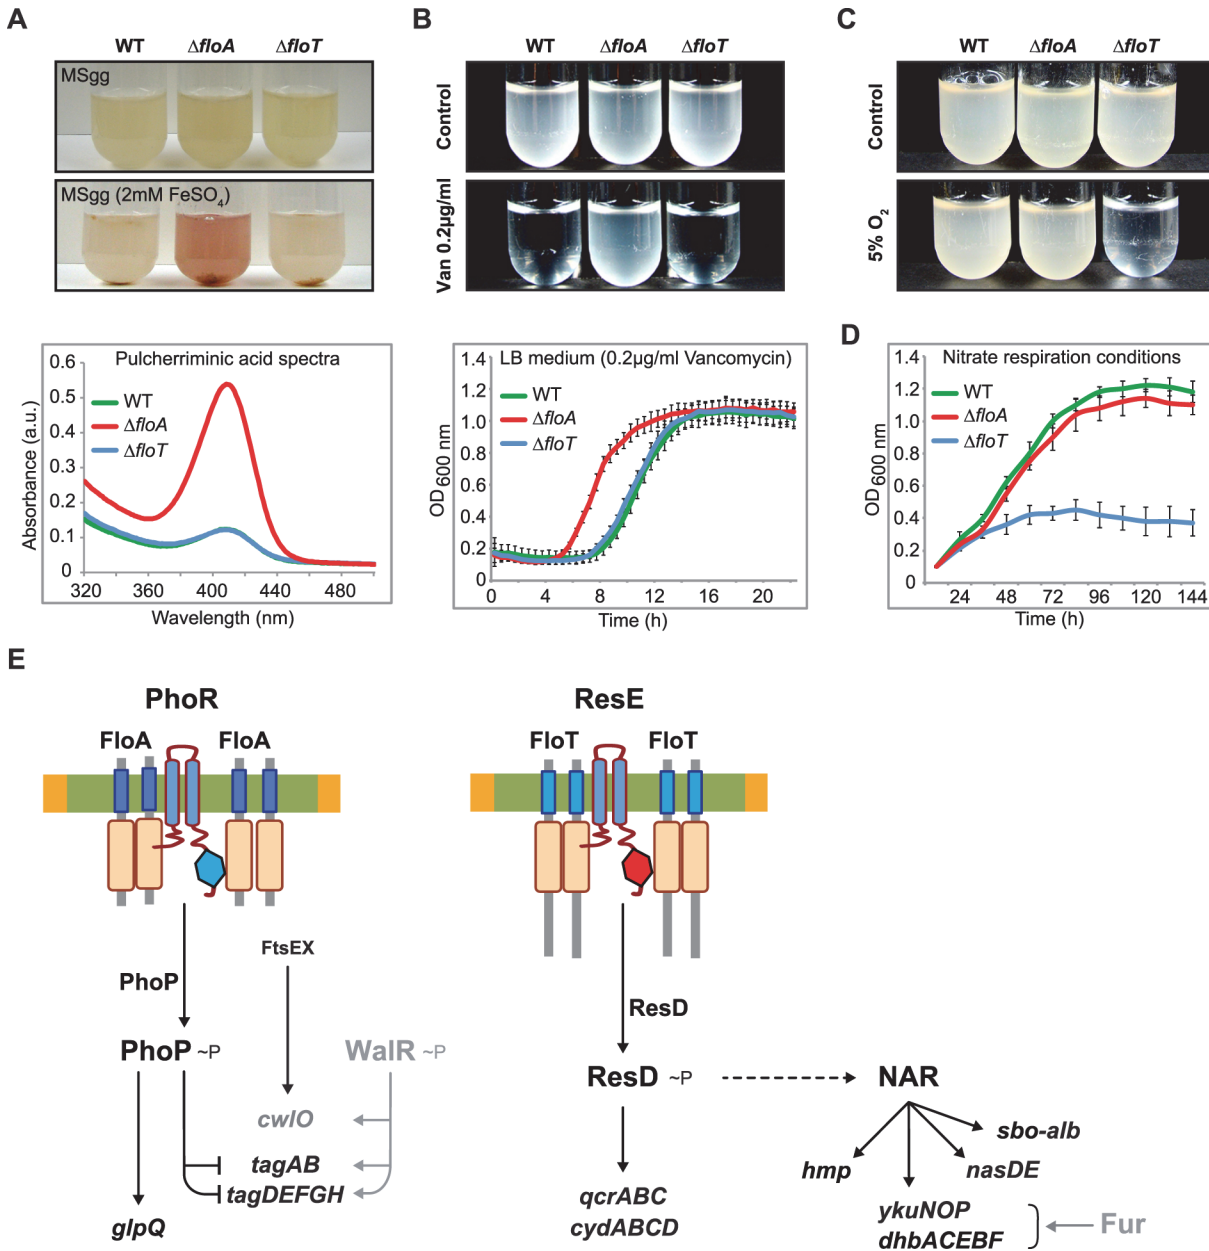 A
WT ΔfloA ΔfloT
MSgg
MSgg (2mM FeSO4)
Pulcherriminic acid spectra
WT
ΔfloA
ΔfloT
Absorbance (a.u.)
0.6
0.5
0.4
0.3
0.2
0.1
0
320 360 400 440 480
Wavelength (nm)
B
WT ΔfloA ΔfloT
Control
Van 0.2µg/ml
LB medium (0.2µg/ml Vancomycin)
WT
ΔfloA
ΔfloT
OD600 nm
1.4
1.2
1.0
0.8
0.6
0.4
0.2
0
0 4 8 12 16 20
Time (h)
C
WT ΔfloA ΔfloT
Control
5% O2
D
Nitrate respiration conditions
WT
ΔfloA
ΔfloT
OD600 nm
1.4
1.2
1.0
0.8
0.6
0.4
0.2
0
24 48 72 96 120 144
Time (h)
E
PhoR
FloA FloA
PhoP
FtsEX
PhoP ~P
WalR ~P
cwlO
tagAB
tagDEFGH
glpQ
ResE
FloT FloT
ResD
ResD ~P
NAR
qcrABC
cydABCD
sbo-alb
hmp
nasDE
ykuNOP
dhbACEBF
Fur